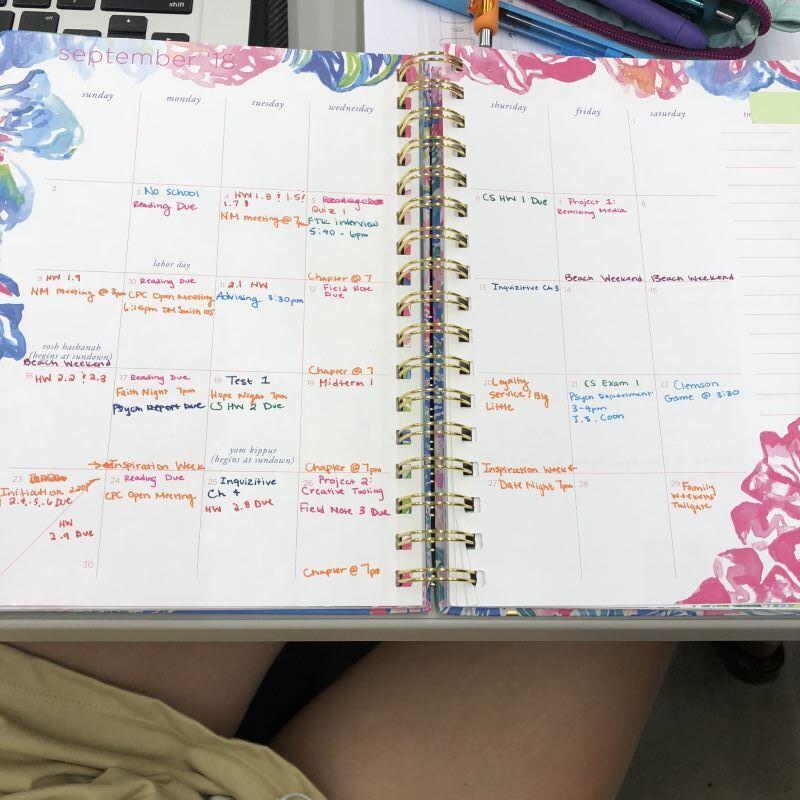 shift
september '18
sunday
monday
tuesday
wednesday
thursday
friday
saturday
1
2
3 No school
Reading Due
labor day
4 HW 1.8 & 1.5 &
1.7
NM meeting @ 7pm
5
Quiz 1
FTK interview
5:40 - 6pm
Chapter @ 7
6 CS HW 1 Due
7 Project 1:
Remixing Media
Beach Weekend
8
Beach Weekend
9 HW 1.9
NM meeting @ 3pm
rosh hashanah
(begins at sundown)
Beach Weekend
10 Reading Due
CPC Open Meeting
6:15pm DM Smith 105
11 2.1 HW
Advising 3:30pm
12 Field Note
Due
Chapter @ 7
13 Inquizitive Ch 3
14
15
16 HW 2.2 & 2.3
17 Reading Due
Faith Night 7pm
Psych Report Due
→ Inspiration Week
18 Test 1
Hope Night 7pm
CS HW 2 Due
yom kippur
(begins at sundown)
19 Midterm 1
Chapter @ 7pm
20 Loyalty
Service / Big
Little
Inspiration Week ←
21 CS Exam 1
Psych Experiment
3-4pm
J.S. Coon
22 Clemson
Game @ 3:30
23
Initiation
2.4,.5,.6 Due
HW
2.9 Due
30
24 Reading Due
CPC Open Meeting
25 Inquizitive
Ch 4
HW 2.8 Due
26 Project 2:
Creative Tooling
Field Note 3 Due
Chapter @ 7pm
27 Date Night 7pm
28
29 Family
Weekend
Tailgate